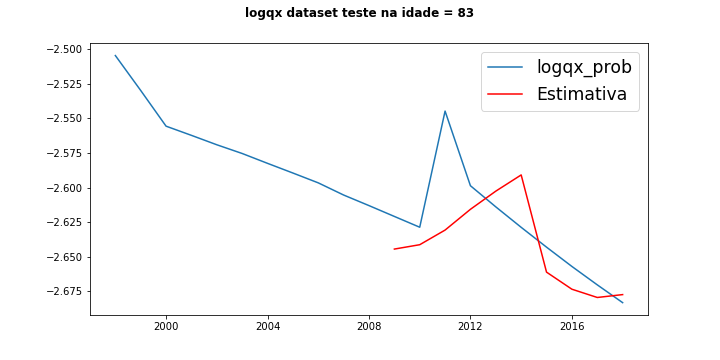 logqx dataset teste na idade = 83
−2.500
−2.525
−2.550
−2.575
−2.600
−2.625
−2.650
−2.675
logqx_prob
Estimativa
2000 2004 2008 2012 2016